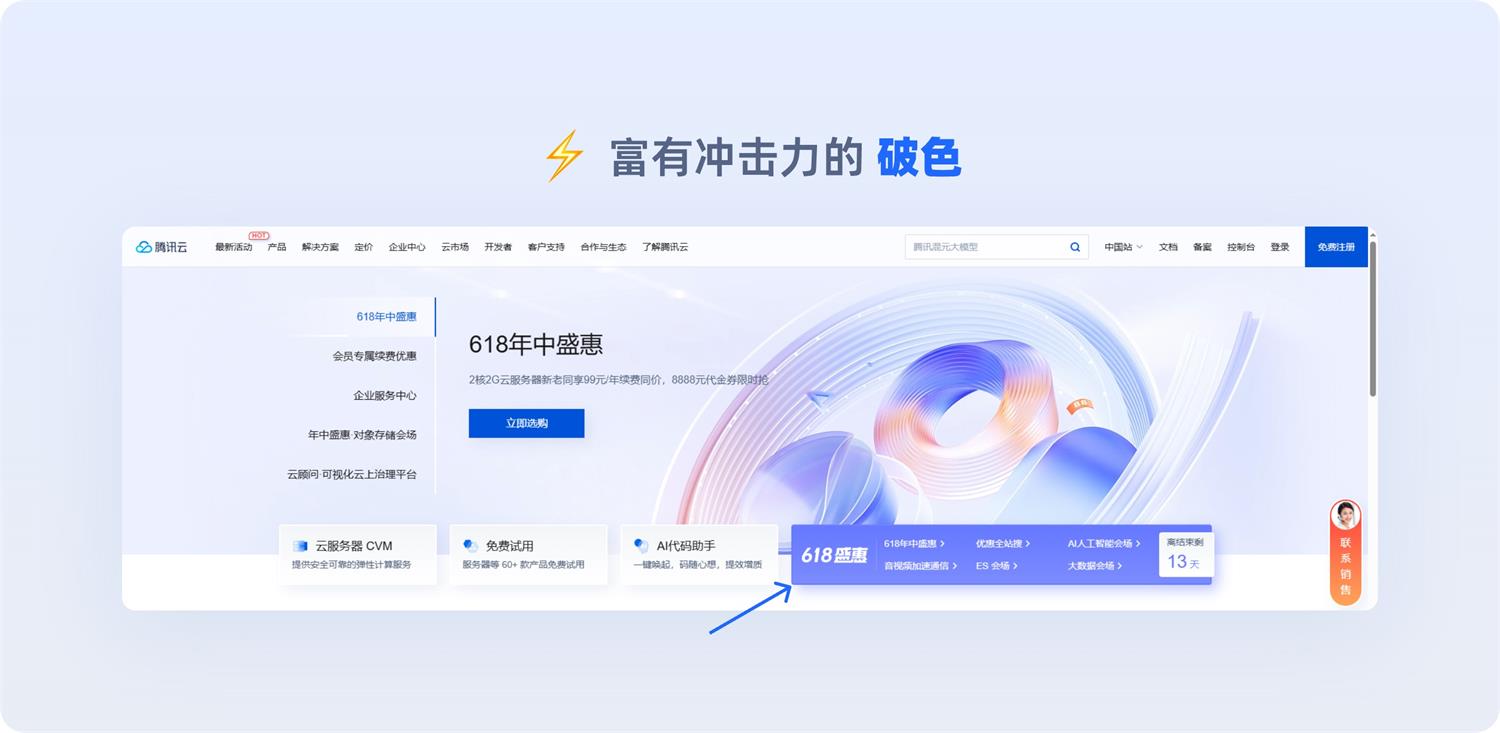 富有冲击力的 破色
腾讯云
最新活动 HOT 产品 解决方案 定价 企业中心 云市场 开发者 客户支持 合作与生态 了解腾讯云
腾讯混元大模型
中国站 文档 备案 控制台 登录 免费注册
618年中盛惠
会员专属续费优惠
企业服务中心
年中盛惠·对象存储会场
云顾问·可视化云上治理平台
618年中盛惠
2核2G云服务器新老同享99元/年续费同价，8888元代金券限时抢
立即选购
云服务器 CVM
提供安全可靠的弹性计算服务
免费试用
服务器等 60+ 款产品免费试用
AI代码助手
一键唤起，码随心想，提效增质
618盛惠
618年中盛惠 优惠全站搜 AI人工智能会场
音视频加速通信 ES 会场 大数据会场
离结束剩
13 天
联系销售